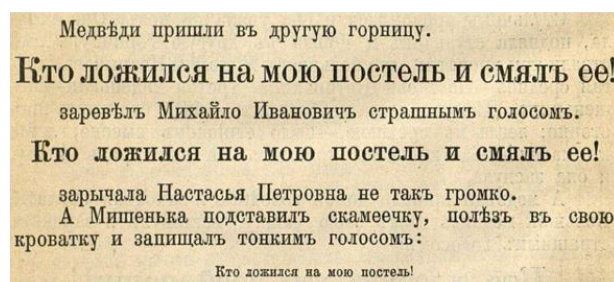 Медвѣди пришли въ другую горницу.
Кто ложился на мою постель и смялъ ее!
заревѣлъ Михайло Ивановичъ страшнымъ голосомъ.
Кто ложился на мою постель и смялъ ее!
зарычала Настасья Петровна не такъ громко.
А Мишенька подставилъ скамеечку, полѣзъ въ свою
кроватку и запищалъ тонкимъ голосомъ:
Кто ложился на мою постель!